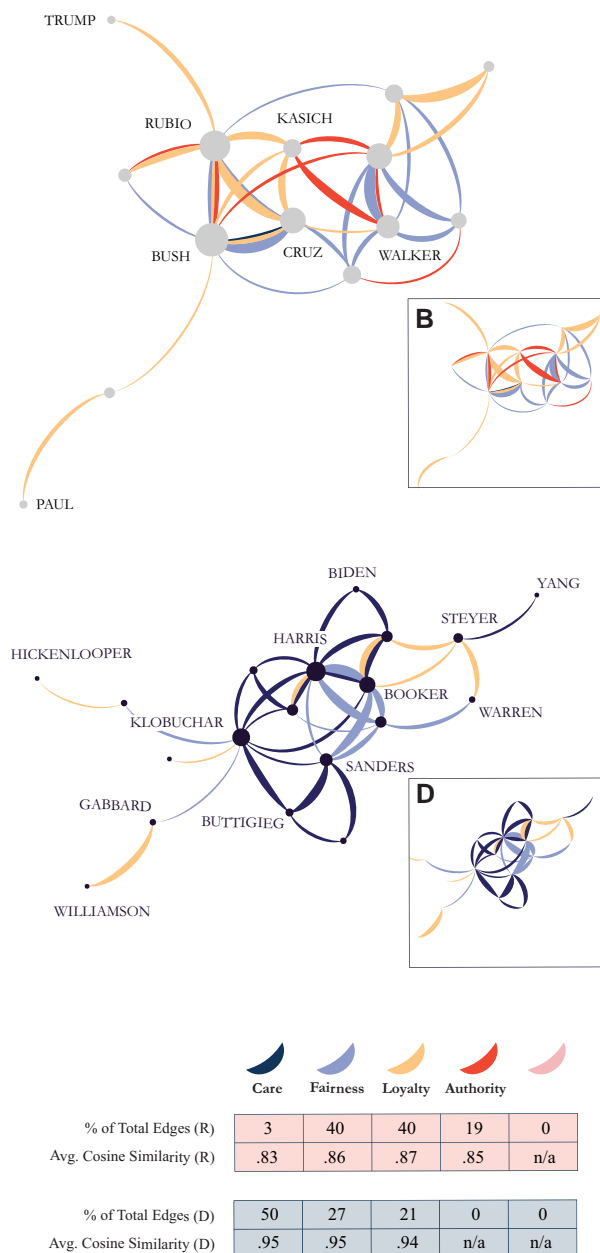 TRUMP
RUBIO
KASICH
BUSH
CRUZ
WALKER
B
PAUL
BIDEN
YANG
STEYER
HARRIS
HICKENLOOPER
BOOKER
WARREN
KLOBUCHAR
SANDERS
D
GABBARD
BUTTIGIEG
WILLIAMSON
Care Fairness Loyalty Authority
% of Total Edges (R) 3 40 40 19 0
Avg. Cosine Similarity (R) .83 .86 .87 .85 n/a
% of Total Edges (D) 50 27 21 0 0
Avg. Cosine Similarity (D) .95 .95 .94 n/a n/a